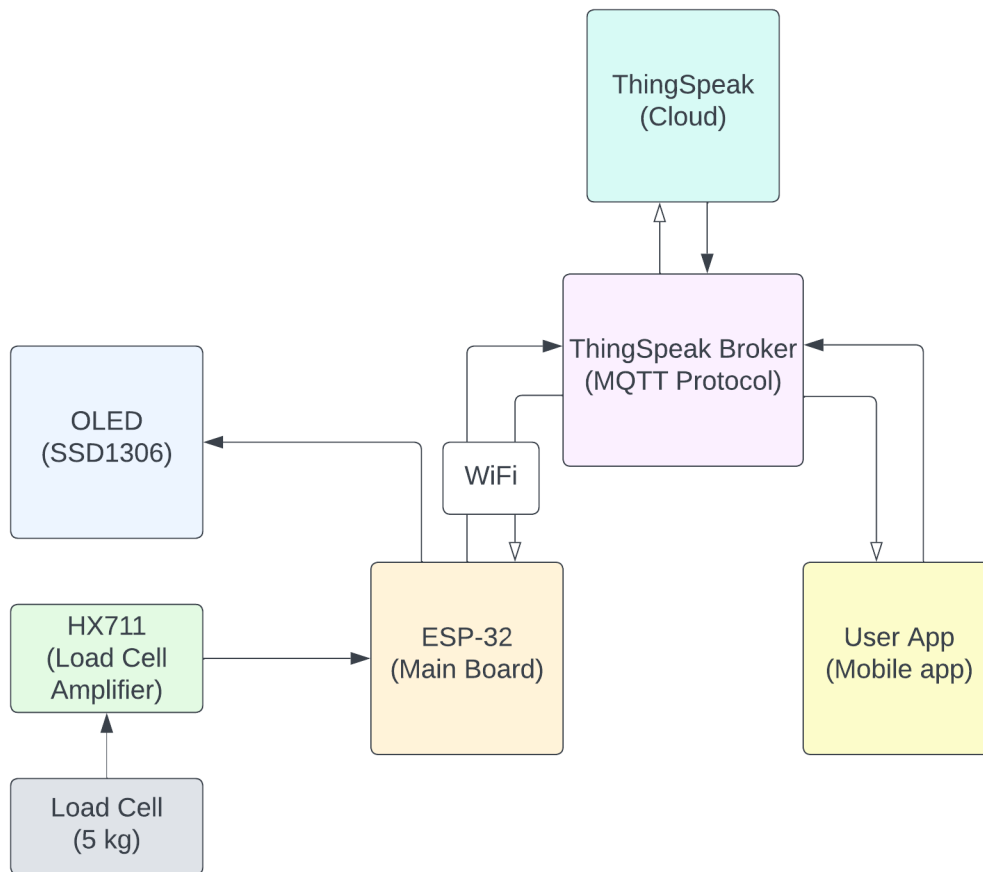 ThingSpeak
(Cloud)
ThingSpeak Broker
(MQTT Protocol)
OLED
(SSD1306)
WiFi
HX711
(Load Cell
Amplifier)
ESP-32
(Main Board)
User App
(Mobile app)
Load Cell
(5 kg)